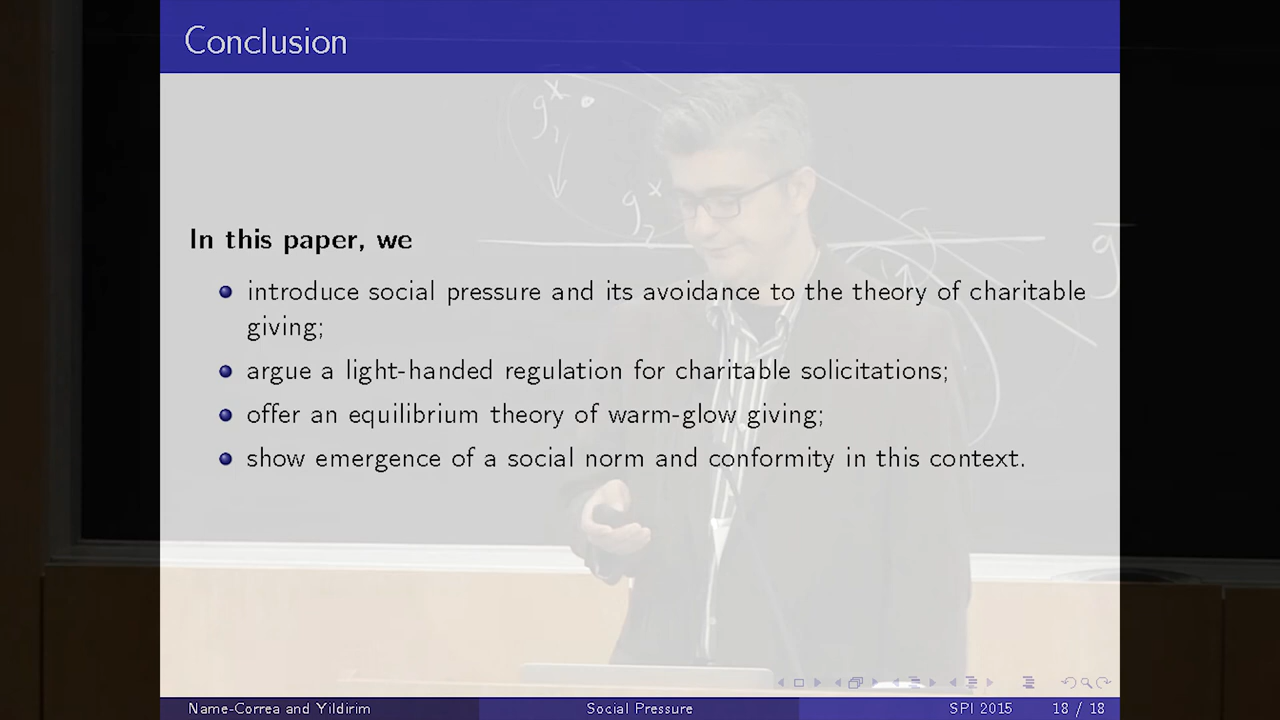 Conclusion
In this paper, we
introduce social pressure and its avoidance to the theory of charitable
giving;
argue a light-handed regulation for charitable solicitations;
offer an equilibrium theory of warm-glow giving;
show emergence of a social norm and conformity in this context.
Name-Correa and Yildirim Social Pressure SPI 2015 18 / 18